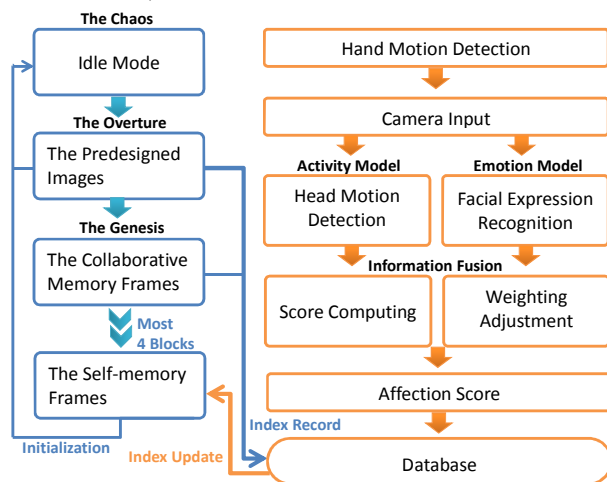 The Chaos
Idle Mode
The Overture
The Predesigned
Images
The Genesis
The Collaborative
Memory Frames
Most
4 Blocks
The Self-memory
Frames
Initialization
Index Update
Index Record
Hand Motion Detection
Camera Input
Activity Model
Emotion Model
Head Motion
Detection
Facial Expression
Recognition
Information Fusion
Score Computing
Weighting
Adjustment
Affection Score
Database